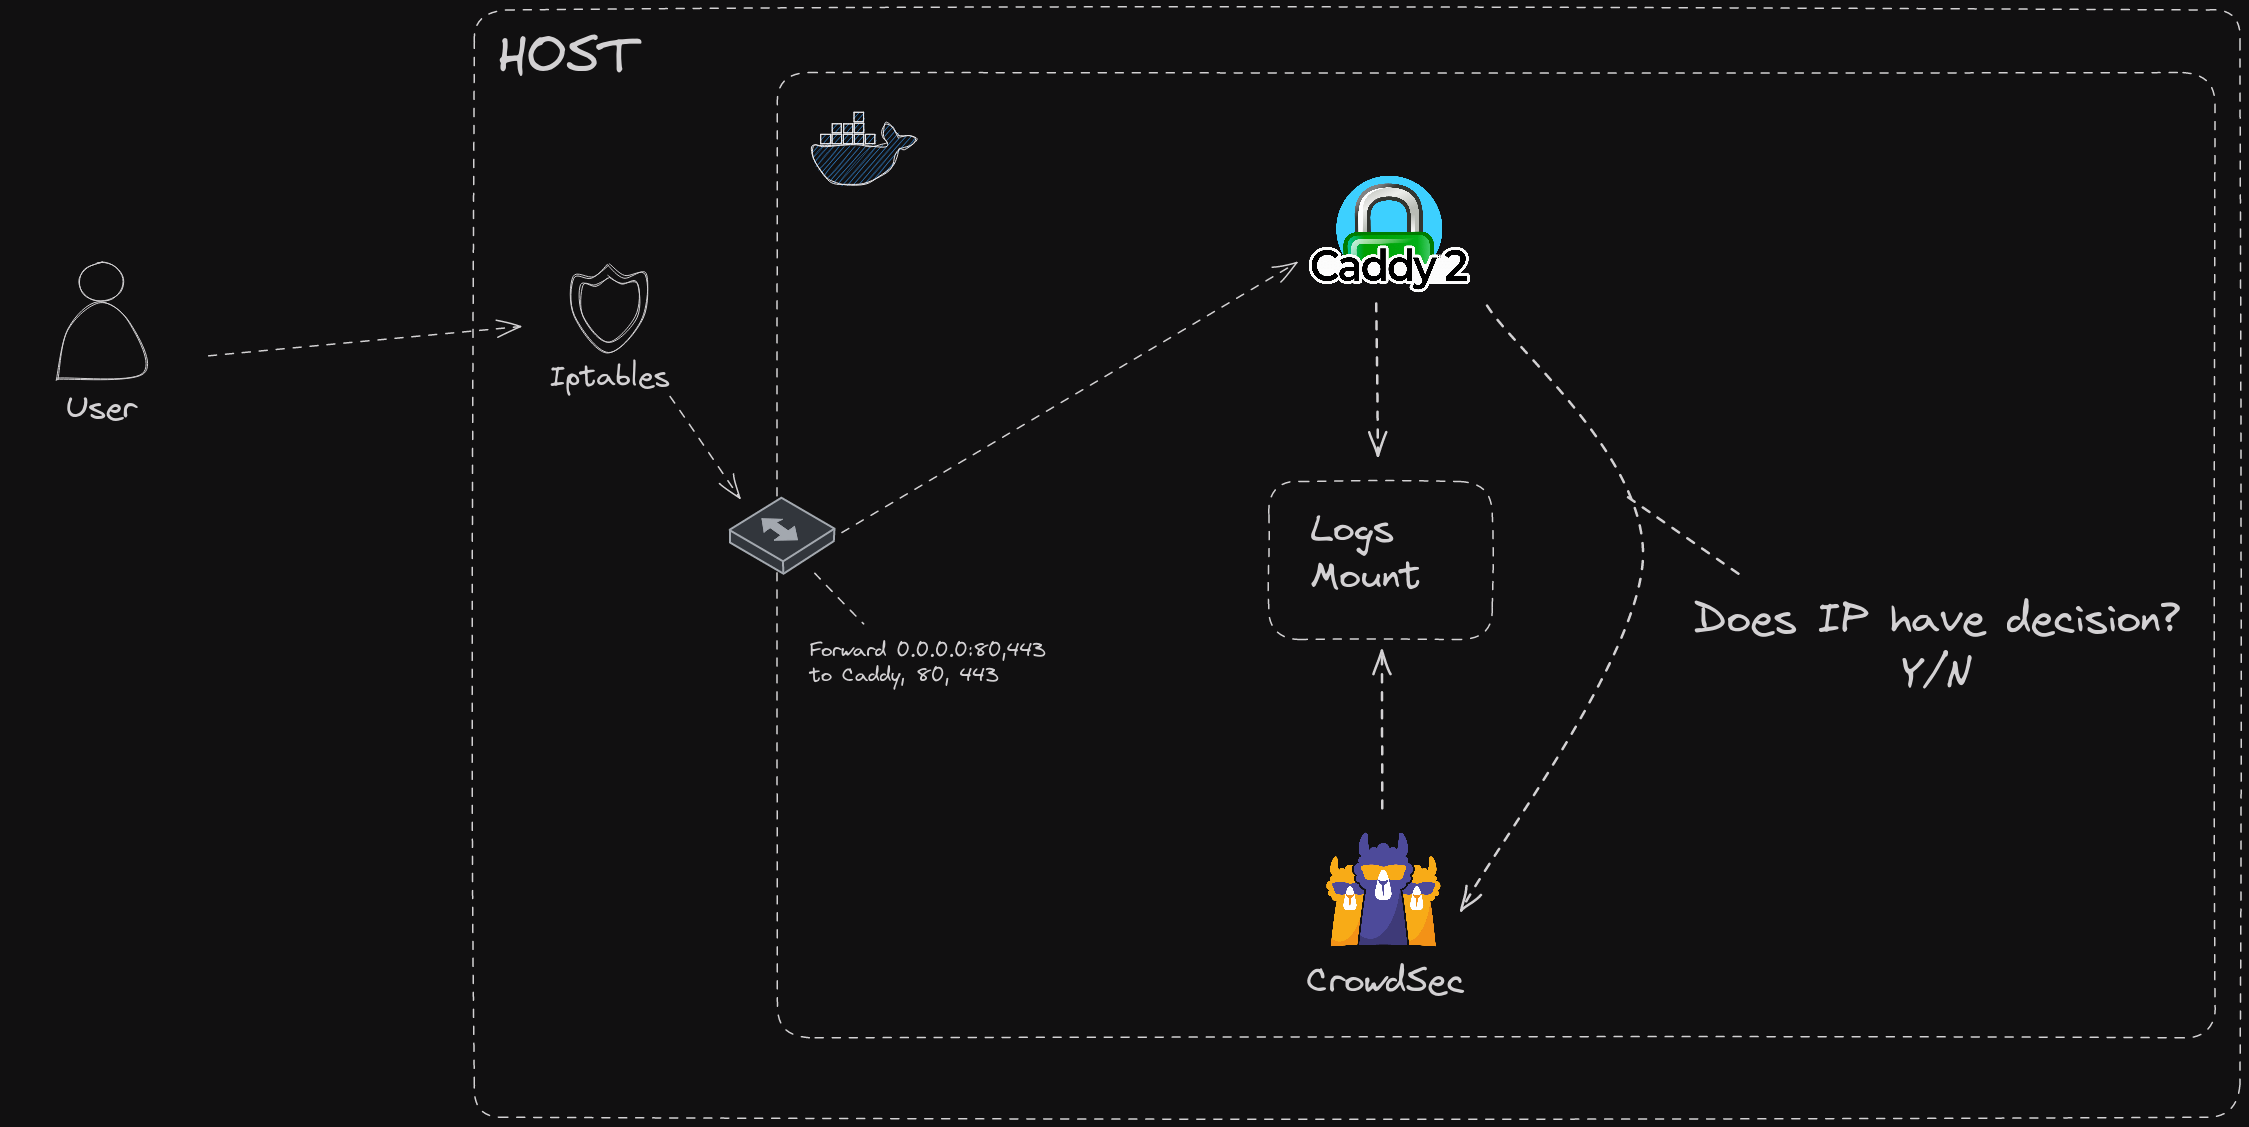 HOST
Caddy 2
Iptables
User
Logs
Mount
Does IP have decision?
Y/N
Forward 0.0.0.0:80,443
to Caddy, 80, 443
CrowdSec